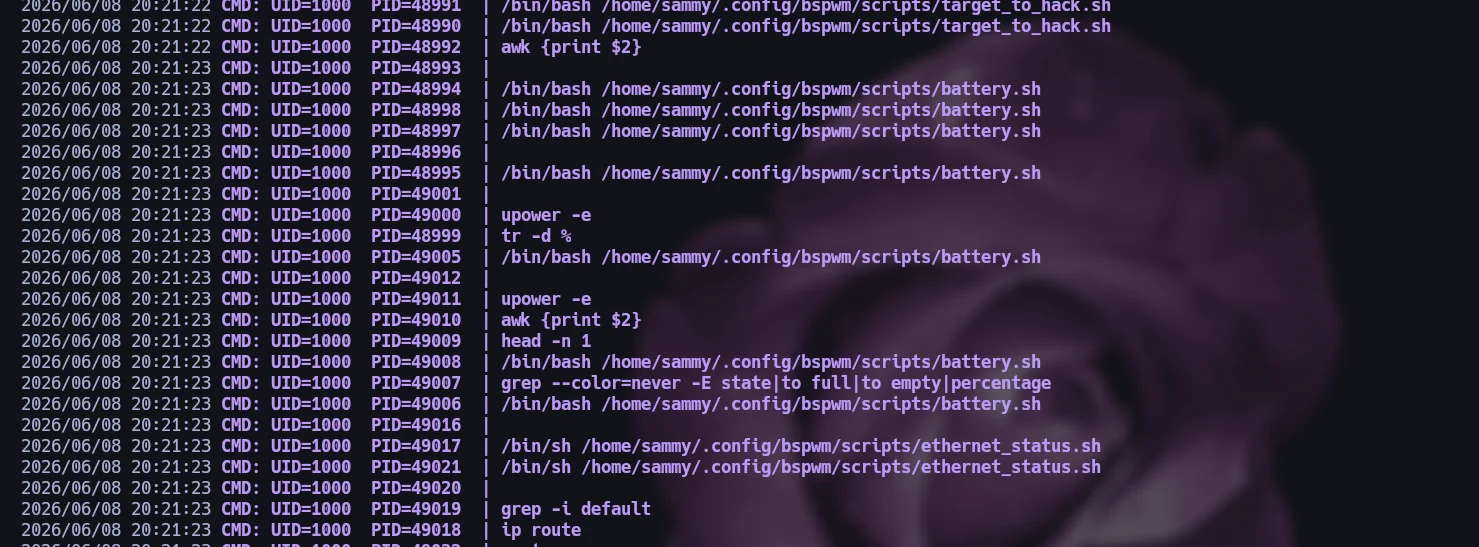 2026/06/08 20:21:22 CMD: UID=1000  PID=48991  | /bin/bash /home/sammy/.config/bspwm/scripts/target_to_hack.sh
2026/06/08 20:21:22 CMD: UID=1000  PID=48990  | /bin/bash /home/sammy/.config/bspwm/scripts/target_to_hack.sh
2026/06/08 20:21:22 CMD: UID=1000  PID=48992  | awk {print $2}
2026/06/08 20:21:23 CMD: UID=1000  PID=48993  |
2026/06/08 20:21:23 CMD: UID=1000  PID=48994  | /bin/bash /home/sammy/.config/bspwm/scripts/battery.sh
2026/06/08 20:21:23 CMD: UID=1000  PID=48998  | /bin/bash /home/sammy/.config/bspwm/scripts/battery.sh
2026/06/08 20:21:23 CMD: UID=1000  PID=48997  | /bin/bash /home/sammy/.config/bspwm/scripts/battery.sh
2026/06/08 20:21:23 CMD: UID=1000  PID=48996  |
2026/06/08 20:21:23 CMD: UID=1000  PID=48995  | /bin/bash /home/sammy/.config/bspwm/scripts/battery.sh
2026/06/08 20:21:23 CMD: UID=1000  PID=49001  |
2026/06/08 20:21:23 CMD: UID=1000  PID=49000  | upower -e
2026/06/08 20:21:23 CMD: UID=1000  PID=48999  | tr -d %
2026/06/08 20:21:23 CMD: UID=1000  PID=49005  | /bin/bash /home/sammy/.config/bspwm/scripts/battery.sh
2026/06/08 20:21:23 CMD: UID=1000  PID=49012  |
2026/06/08 20:21:23 CMD: UID=1000  PID=49011  | upower -e
2026/06/08 20:21:23 CMD: UID=1000  PID=49010  | awk {print $2}
2026/06/08 20:21:23 CMD: UID=1000  PID=49009  | head -n 1
2026/06/08 20:21:23 CMD: UID=1000  PID=49008  | /bin/bash /home/sammy/.config/bspwm/scripts/battery.sh
2026/06/08 20:21:23 CMD: UID=1000  PID=49007  | grep --color=never -E state|to full|to empty|percentage
2026/06/08 20:21:23 CMD: UID=1000  PID=49006  | /bin/bash /home/sammy/.config/bspwm/scripts/battery.sh
2026/06/08 20:21:23 CMD: UID=1000  PID=49016  |
2026/06/08 20:21:23 CMD: UID=1000  PID=49017  | /bin/sh /home/sammy/.config/bspwm/scripts/ethernet_status.sh
2026/06/08 20:21:23 CMD: UID=1000  PID=49021  | /bin/sh /home/sammy/.config/bspwm/scripts/ethernet_status.sh
2026/06/08 20:21:23 CMD: UID=1000  PID=49020  |
2026/06/08 20:21:23 CMD: UID=1000  PID=49019  | grep -i default
2026/06/08 20:21:23 CMD: UID=1000  PID=49018  | ip route